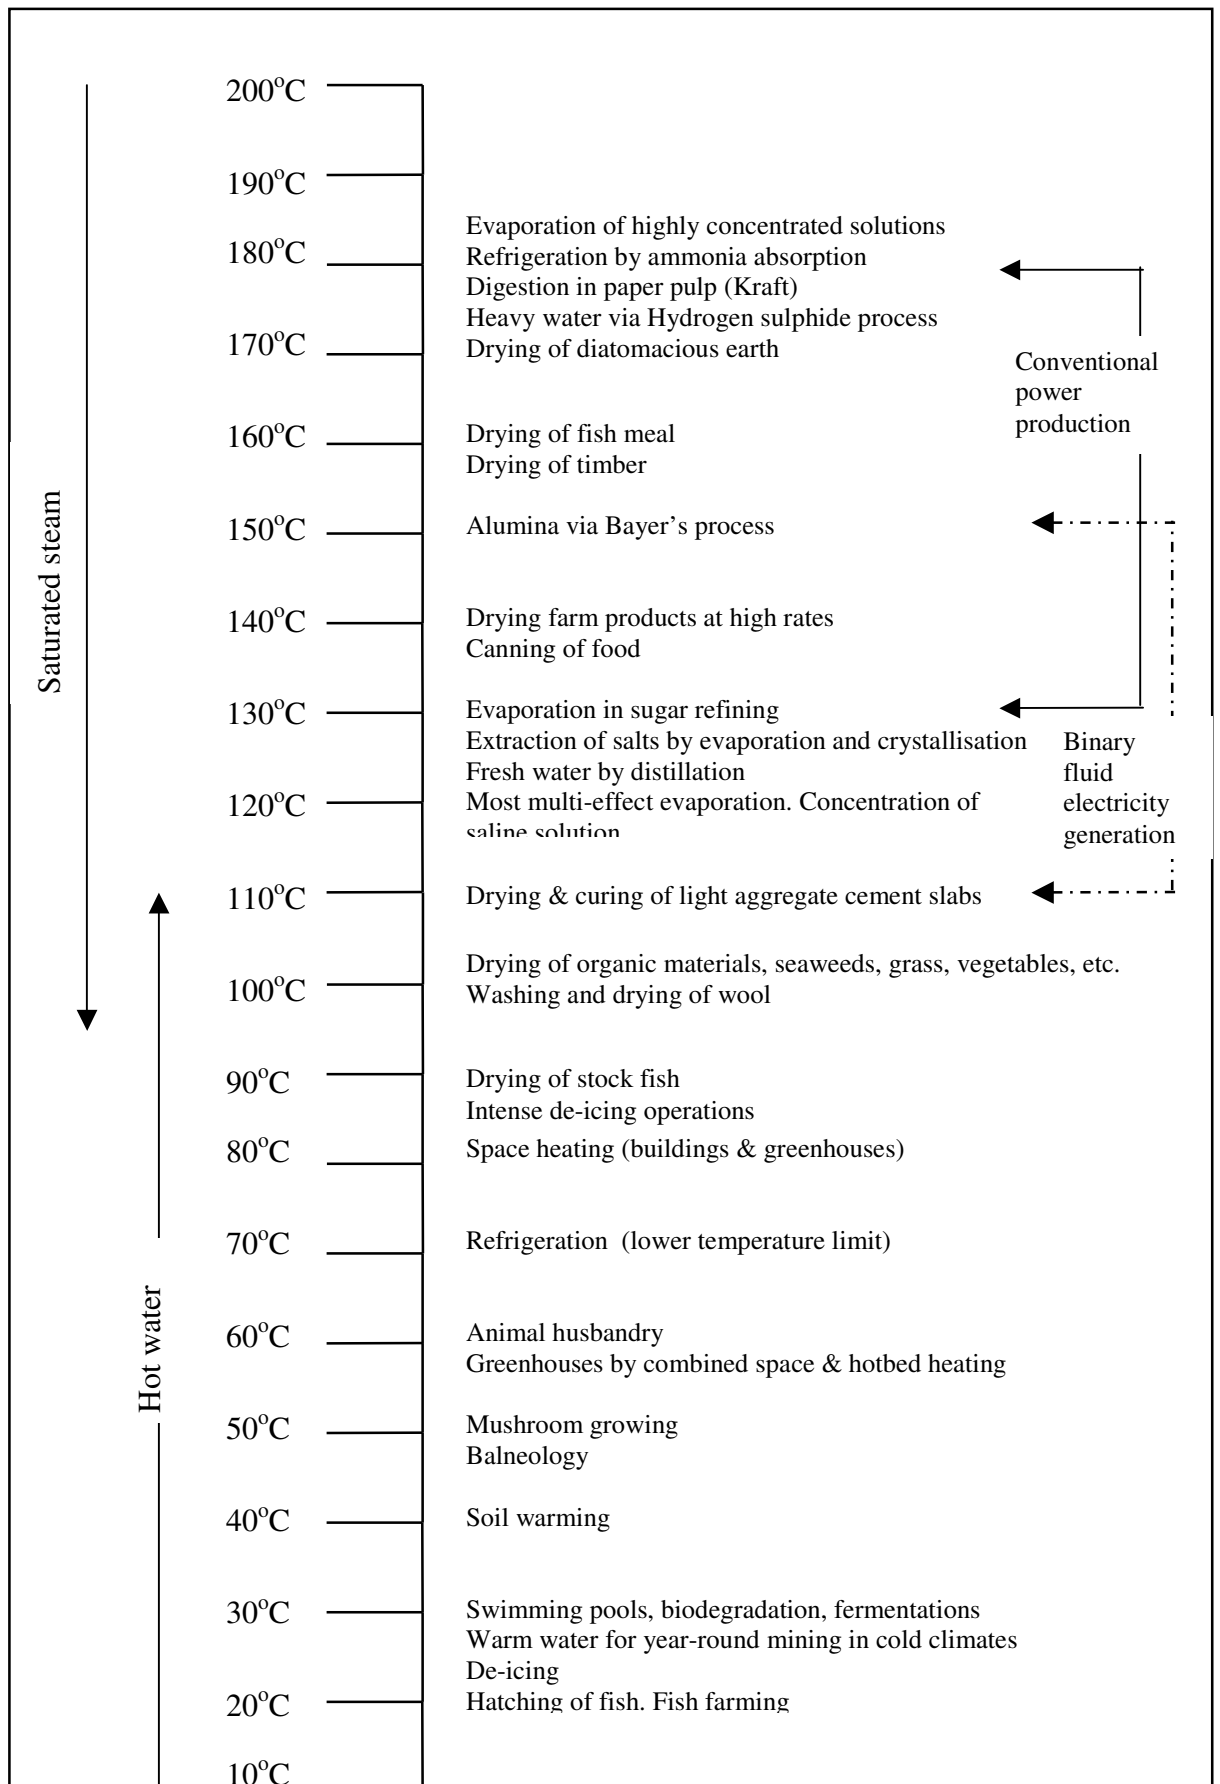 200°C
190°C
Evaporation of highly concentrated solutions
180°C
Refrigeration by ammonia absorption
Digestion in paper pulp (Kraft)
Heavy water via Hydrogen sulphide process
170°C
Drying of diatomacious earth
Conventional
power
production
160°C
Drying of fish meal
Drying of timber
Saturated steam
150°C
Alumina via Bayer's process
140°C
Drying farm products at high rates
Canning of food
130°C
Evaporation in sugar refining
Extraction of salts by evaporation and crystallisation
Fresh water by distillation
Binary
fluid
electricity
generation
120°C
Most multi-effect evaporation. Concentration of
saline solution
110°C
Drying & curing of light aggregate cement slabs
Drying of organic materials, seaweeds, grass, vegetables, etc.
100°C
Washing and drying of wool
90°C
Drying of stock fish
Intense de-icing operations
80°C
Space heating (buildings & greenhouses)
70°C
Refrigeration (lower temperature limit)
Hot water
60°C
Animal husbandry
Greenhouses by combined space & hotbed heating
50°C
Mushroom growing
Balneology
40°C
Soil warming
30°C
Swimming pools, biodegradation, fermentations
Warm water for year-round mining in cold climates
De-icing
20°C
Hatching of fish. Fish farming
10°C